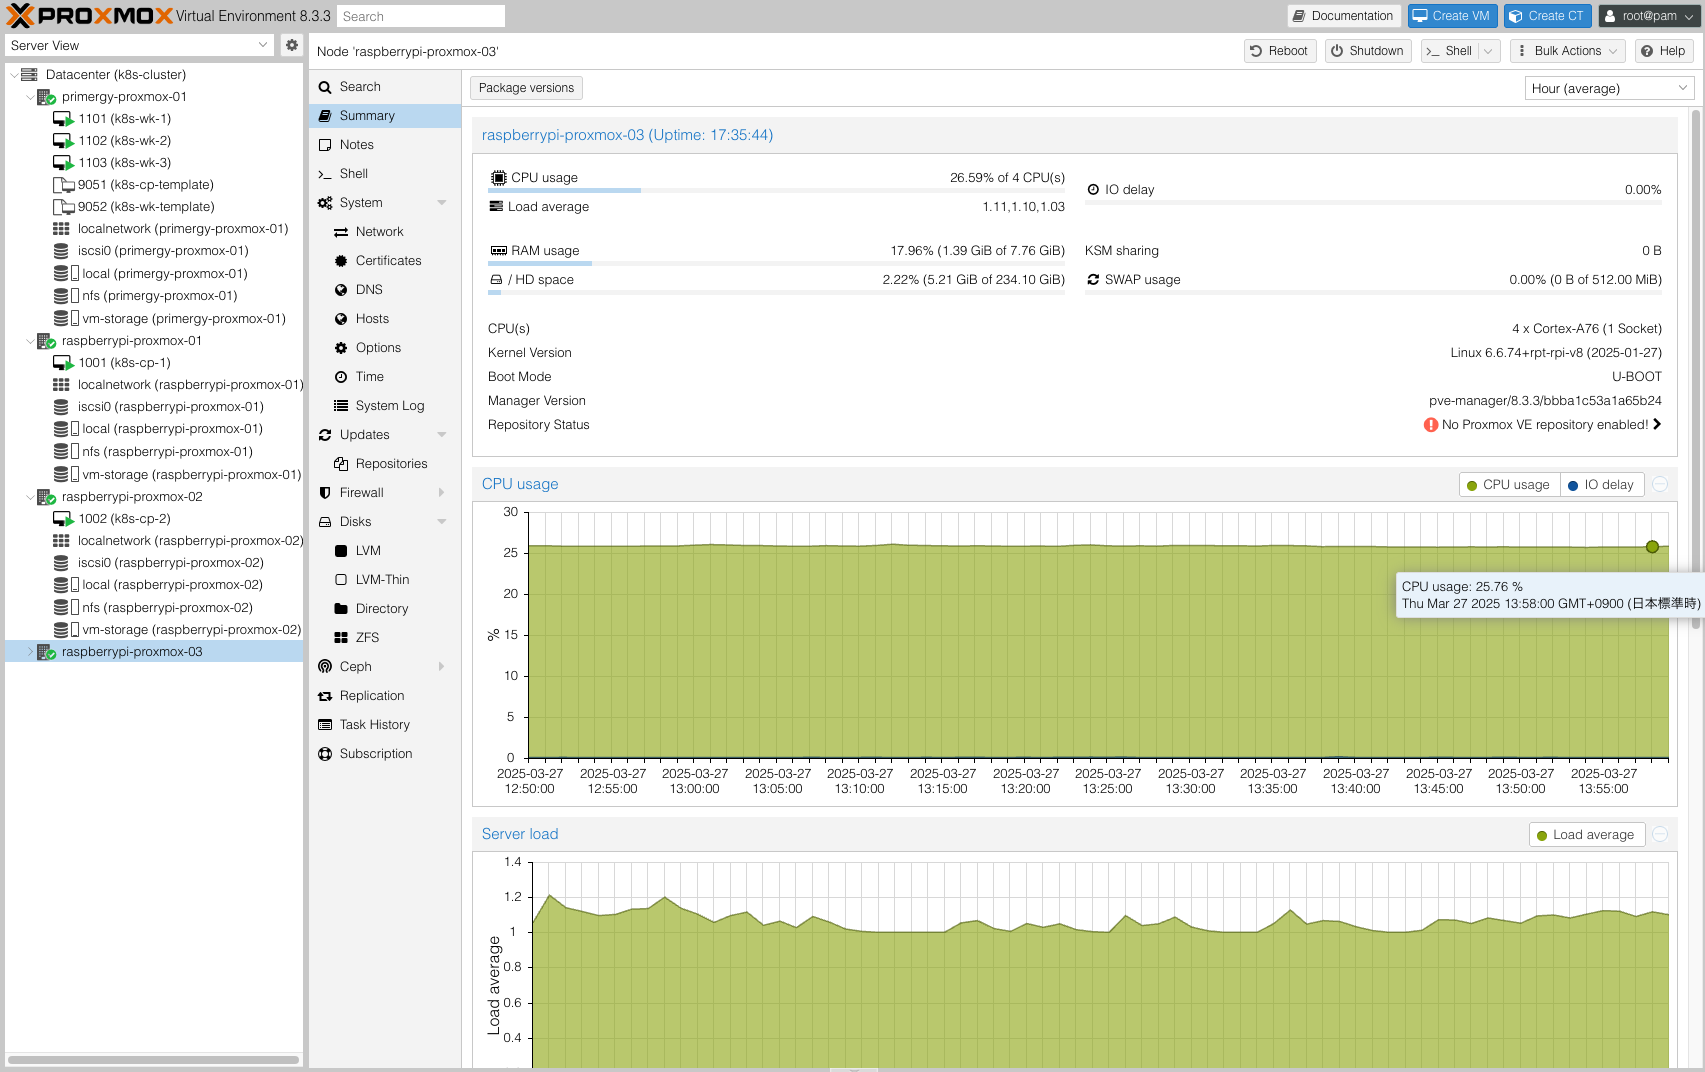 PROXMOX Virtual Environment 8.3.3 Search Documentation Create VM Create CT root@pam
Server View
Datacenter (k8s-cluster)
primergy-proxmox-01
1101 (k8s-wk-1)
1102 (k8s-wk-2)
1103 (k8s-wk-3)
9051 (k8s-cp-template)
9052 (k8s-wk-template)
localnetwork (primergy-proxmox-01)
iscsi0 (primergy-proxmox-01)
local (primergy-proxmox-01)
nfs (primergy-proxmox-01)
vm-storage (primergy-proxmox-01)
raspberrypi-proxmox-01
1001 (k8s-cp-1)
localnetwork (raspberrypi-proxmox-01)
iscsi0 (raspberrypi-proxmox-01)
local (raspberrypi-proxmox-01)
nfs (raspberrypi-proxmox-01)
vm-storage (raspberrypi-proxmox-01)
raspberrypi-proxmox-02
1002 (k8s-cp-2)
localnetwork (raspberrypi-proxmox-02)
iscsi0 (raspberrypi-proxmox-02)
local (raspberrypi-proxmox-02)
nfs (raspberrypi-proxmox-02)
vm-storage (raspberrypi-proxmox-02)
raspberrypi-proxmox-03
Node 'raspberrypi-proxmox-03' Reboot Shutdown Shell Bulk Actions Help
Search
Summary
Notes
Shell
System
Network
Certificates
DNS
Hosts
Options
Time
System Log
Updates
Repositories
Firewall
Disks
LVM
LVM-Thin
Directory
ZFS
Ceph
Replication
Task History
Subscription
Package versions Hour (average)
raspberrypi-proxmox-03 (Uptime: 17:35:44)
CPU usage 26.59% of 4 CPU(s)
IO delay 0.00%
Load average 1.11,1.10,1.03
RAM usage 17.96% (1.39 GiB of 7.76 GiB)
KSM sharing 0 B
/ HD space 2.22% (5.21 GiB of 234.10 GiB)
SWAP usage 0.00% (0 B of 512.00 MiB)
CPU(s) 4 x Cortex-A76 (1 Socket)
Kernel Version Linux 6.6.74+rpt-rpi-v8 (2025-01-27)
Boot Mode U-BOOT
Manager Version pve-manager/8.3.3/bbba1c53a1a65b24
Repository Status No Proxmox VE repository enabled!
CPU usage CPU usage IO delay
30
25
20
15
10
5
0
%
CPU usage: 25.76 %
Thu Mar 27 2025 13:58:00 GMT+0900 (日本標準時)
2025-03-27 2025-03-27 2025-03-27 2025-03-27 2025-03-27 2025-03-27 2025-03-27 2025-03-27 2025-03-27 2025-03-27 2025-03-27 2025-03-27 2025-03-27 2025-03-27
12:50:00 12:55:00 13:00:00 13:05:00 13:10:00 13:15:00 13:20:00 13:25:00 13:30:00 13:35:00 13:40:00 13:45:00 13:50:00 13:55:00
Server load Load average
1.4
1.2
1
0.8
0.6
0.4
Load average